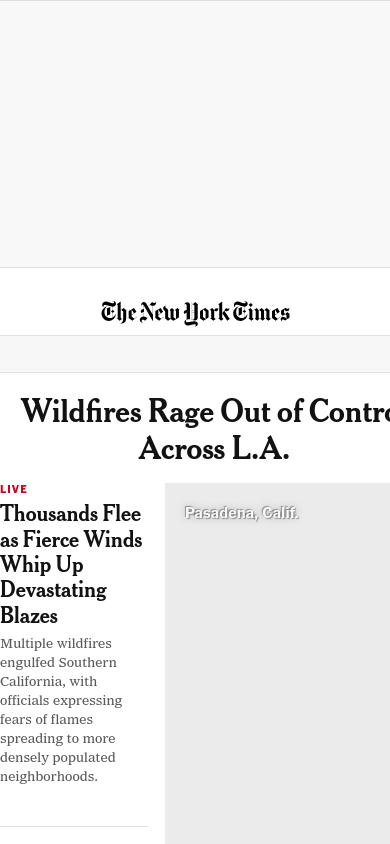 The New York Times
Wildfires Rage Out of Contro
Across L.A.
LIVE
Thousands Flee
as Fierce Winds
Whip Up
Devastating
Blazes
Multiple wildfires
engulfed Southern
California, with
officials expressing
fears of flames
spreading to more
densely populated
neighborhoods.
Pasadena, Calif.